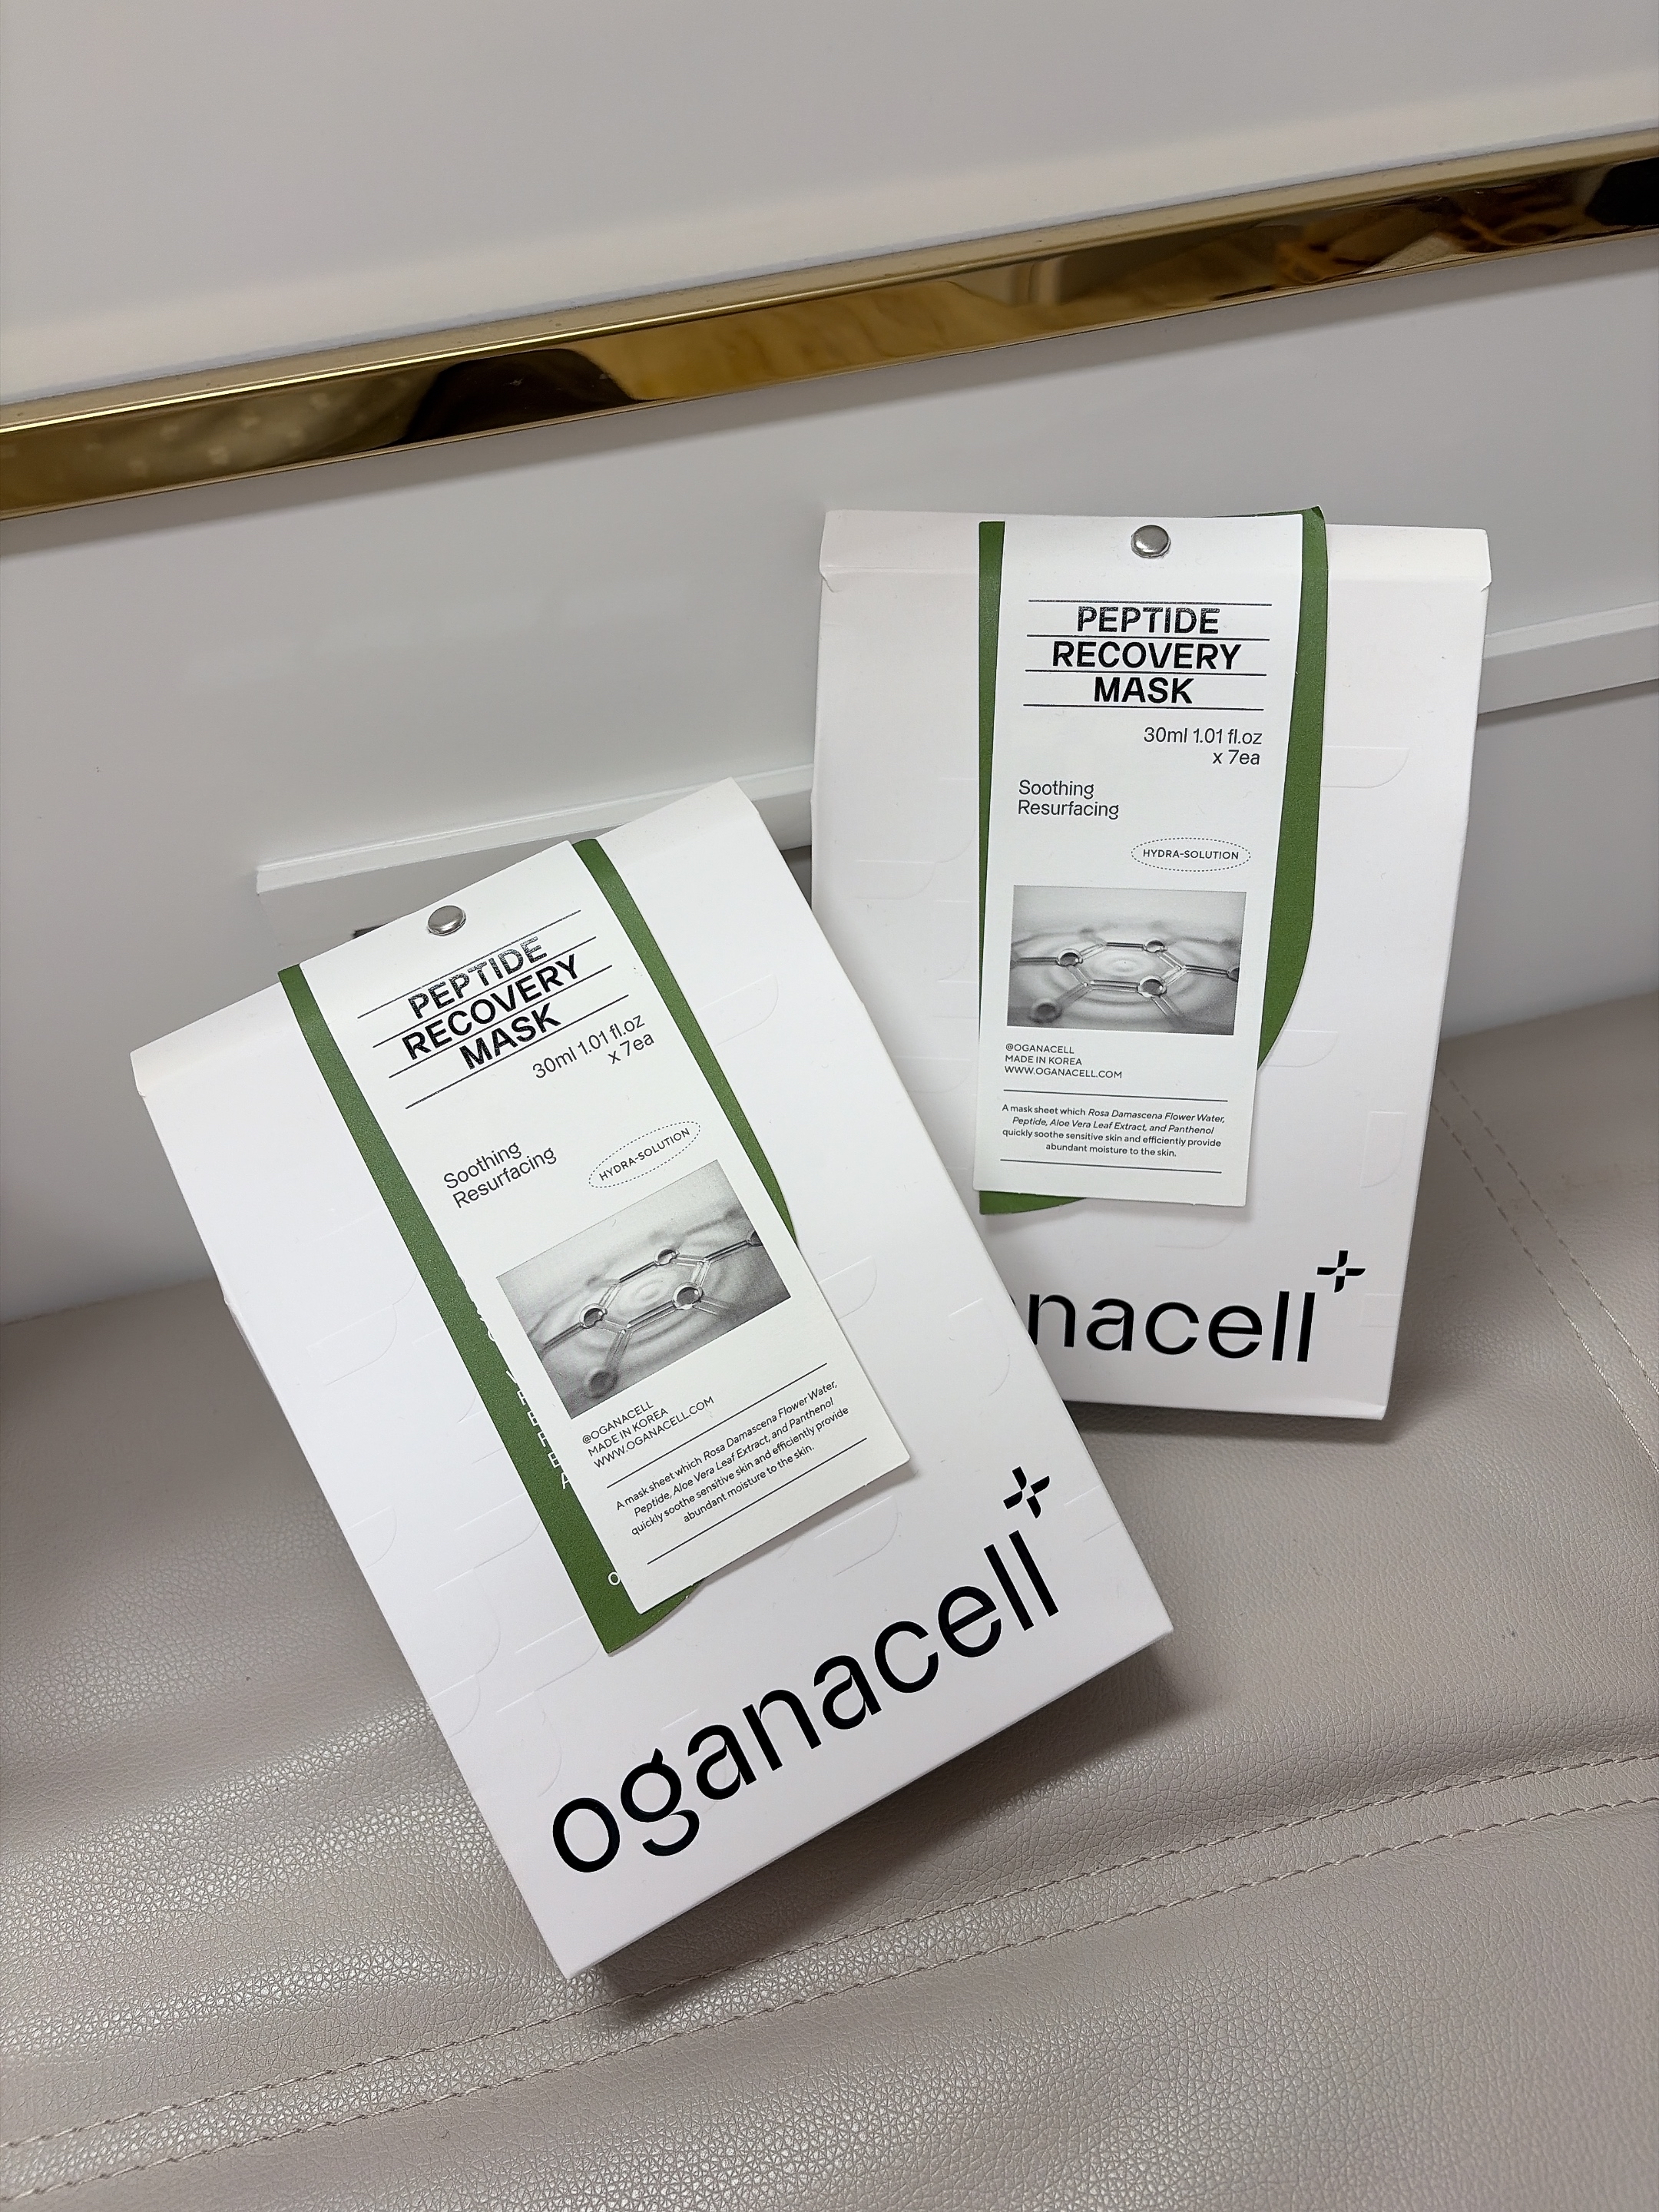 PEPTIDE
RECOVERY
MASK
30ml 1.01 fl.oz
x 7ea
Soothing
Resurfacing
HYDRA-SOLUTION
@OGANACELL
MADE IN KOREA
WWW.OGANACELL.COM
A mask sheet which Rosa Damascena Flower Water,
Peptide, Aloe Vera Leaf Extract, and Panthenol
quickly soothe sensitive skin and efficiently provide
abundant moisture to the skin.
oganacell
PEPTIDE
RECOVERY
MASK
30ml 1.01 fl.oz
x 7ea
Soothing
Resurfacing
HYDRA-SOLUTION
@OGANACELL
MADE IN KOREA
WWW.OGANACELL.COM
A mask sheet which Rosa Damascena Flower Water,
Peptide, Aloe Vera Leaf Extract, and Panthenol
quickly soothe sensitive skin and efficiently provide
abundant moisture to the skin.
nacell